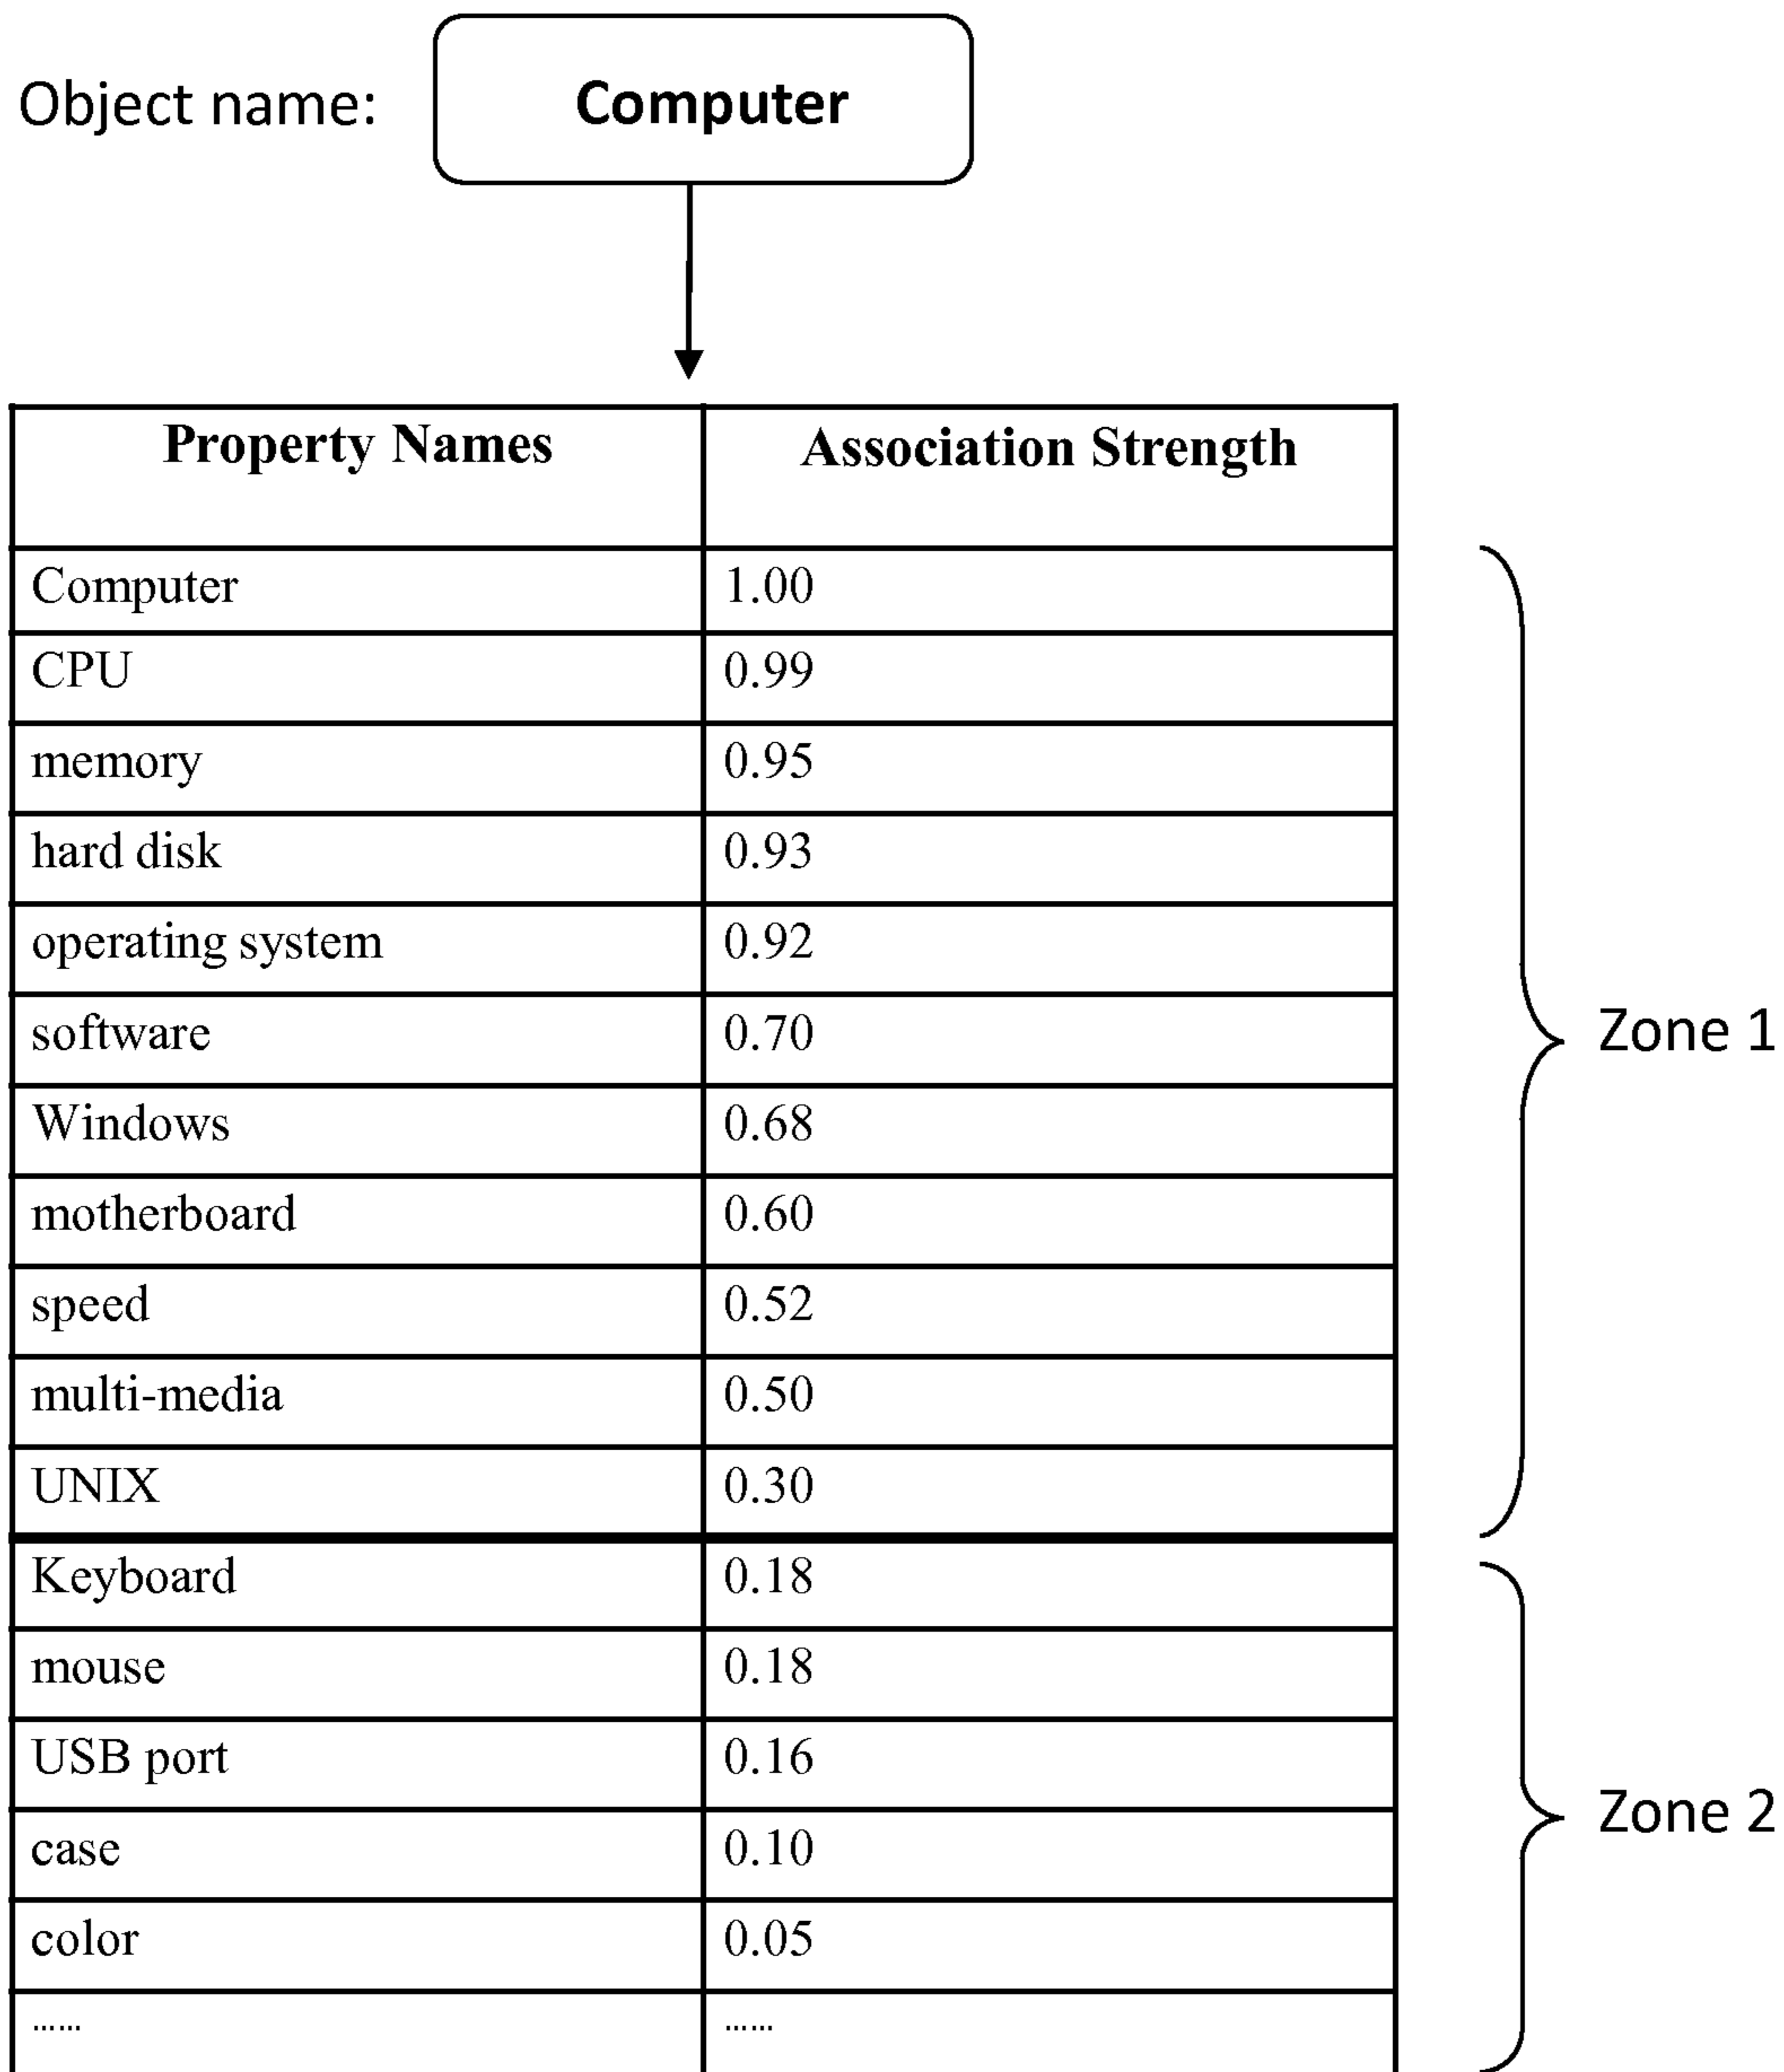 Object name: Computer
Property Names Association Strength
Computer 1.00
CPU 0.99
memory 0.95
hard disk 0.93
operating system 0.92
software 0.70
Zone 1
Windows 0.68
motherboard 0.60
speed 0.52
multi-media 0.50
UNIX 0.30
Keyboard 0.18
mouse 0.18
USB port 0.16
Zone 2
case 0.10
color 0.05
...... ......